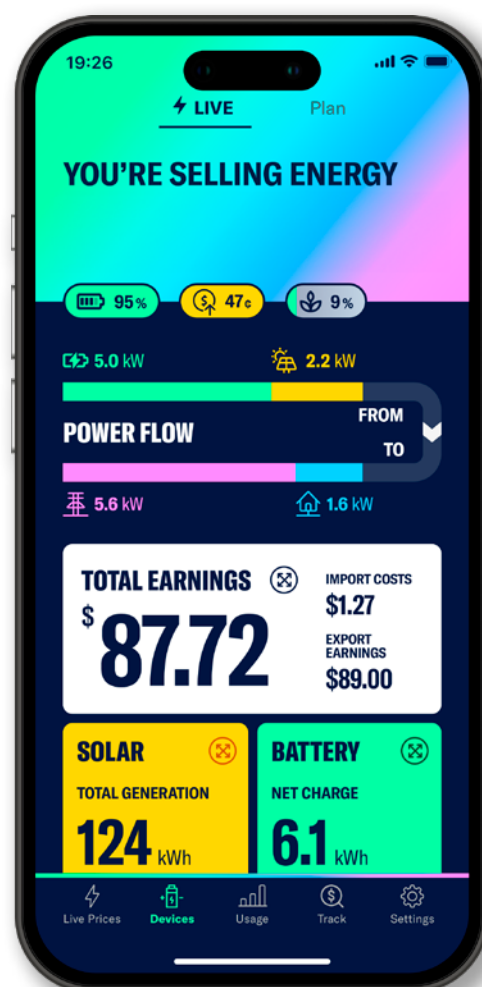 19:26
LIVE
Plan
YOU'RE SELLING ENERGY
95%
47c
9%
5.0 kW
2.2 kW
FROM
POWER FLOW
TO
5.6 kW
1.6 kW
TOTAL EARNINGS
$87.72
IMPORT COSTS
$1.27
EXPORT
EARNINGS
$89.00
SOLAR
TOTAL GENERATION
124 kWh
BATTERY
NET CHARGE
6.1 kWh
Live Prices
Devices
Usage
Track
Settings